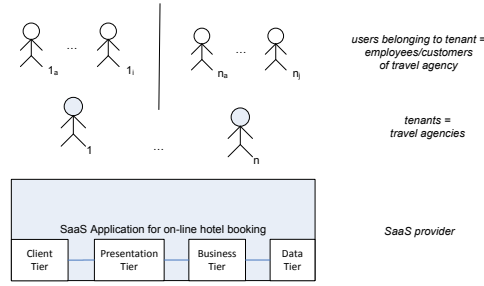 ... ...
1a 1i na nj
users belonging to tenant =
employees/customers
of travel agency
1 ... n
tenants =
travel agencies
SaaS Application for on-line hotel booking
SaaS provider
Client
Tier
Presentation
Tier
Business
Tier
Data
Tier